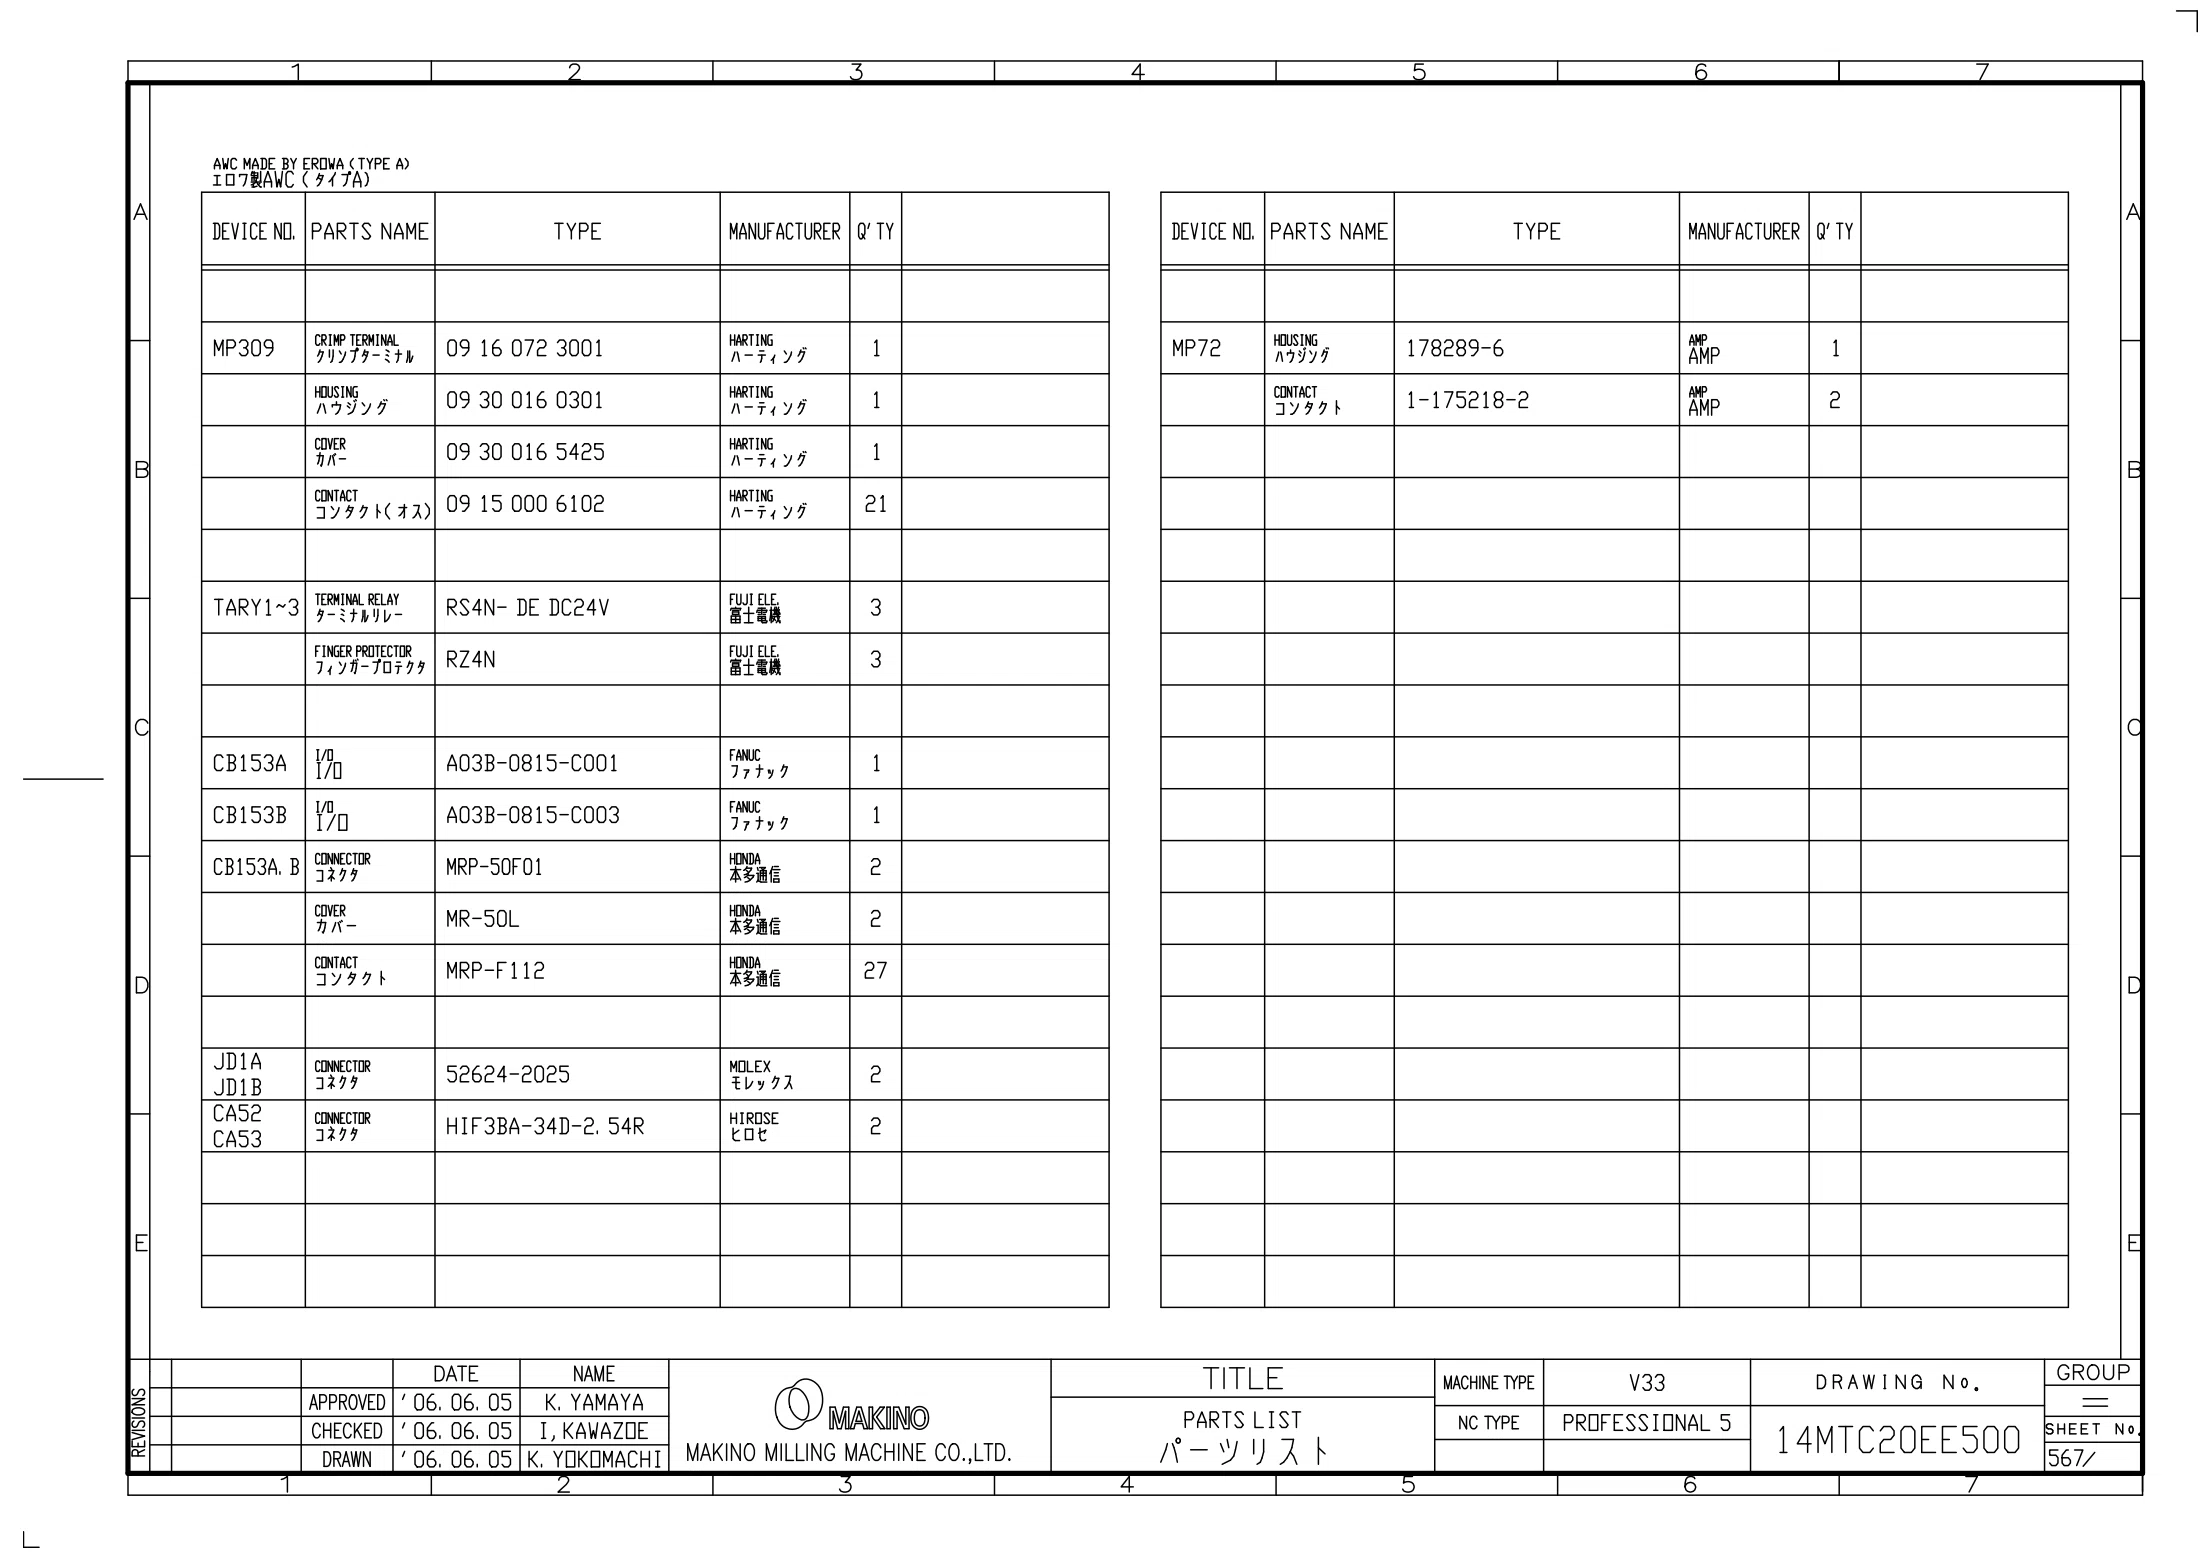 1 2 3 4 5 6 7
AWC MADE BY EROWA (TYPE A)
エロワ製AWC (タイプA)
DEVICE NO. PARTS NAME TYPE MANUFACTURER Q'TY
MP309 CRIMP TERMINAL 09 16 072 3001 HARTING 1
クリンプターミナル ハーティング
HOUSING 09 30 016 0301 HARTING 1
ハウジング ハーティング
COVER 09 30 016 5425 HARTING 1
カバー ハーティング
CONTACT 09 15 000 6102 HARTING 21
コンタクト(オス) ハーティング
TARY1~3 TERMINAL RELAY RS4N- DE DC24V FUJI ELE. 3
ターミナルリレー 富士電機
FINGER PROTECTOR RZ4N FUJI ELE. 3
フィンガープロテクタ 富士電機
CB153A I/O A03B-0815-C001 FANUC 1
I/O ファナック
CB153B I/O A03B-0815-C003 FANUC 1
I/O ファナック
CB153A. B CONNECTOR MRP-50F01 HONDA 2
コネクタ 本多通信
COVER MR-50L HONDA 2
カバー 本多通信
CONTACT MRP-F112 HONDA 27
コンタクト 本多通信
JD1A CONNECTOR 52624-2025 MOLEX 2
JD1B コネクタ モレックス
CA52 CONNECTOR HIF3BA-34D-2. 54R HIROSE 2
CA53 コネクタ ヒロセ
DEVICE NO. PARTS NAME TYPE MANUFACTURER Q'TY
MP72 HOUSING 178289-6 AMP 1
ハウジング AMP
CONTACT 1-175218-2 AMP 2
コンタクト AMP
A A
B B
C C
D D
E E
REVISIONS
DATE NAME
APPROVED '06. 06. 05 K. YAMAYA
CHECKED '06. 06. 05 I, KAWAZOE
DRAWN '06. 06. 05 K. YOKOMACHI
MAKINO
MAKINO MILLING MACHINE CO.,LTD.
TITLE
PARTS LIST
パーツリスト
MACHINE TYPE V33
NC TYPE PROFESSIONAL 5
DRAWING No.
14MTC20EE500
GROUP
=
SHEET No.
567/
1 2 3 4 5 6 7